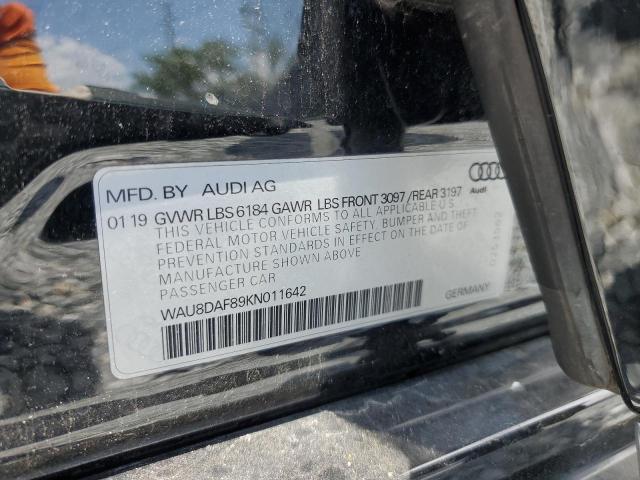 MFD. BY AUDI AG
01 19 GVWR LBS 6184 GAWR LBS FRONT 3097 / REAR 3197
THIS VEHICLE CONFORMS TO ALL APPLICABLE U.S.
FEDERAL MOTOR VEHICLE SAFETY, BUMPER AND THEFT
PREVENTION STANDARDS IN EFFECT ON THE DATE OF
MANUFACTURE SHOWN ABOVE
PASSENGER CAR
WAU8DAF89KN011642
GERMANY
Audi